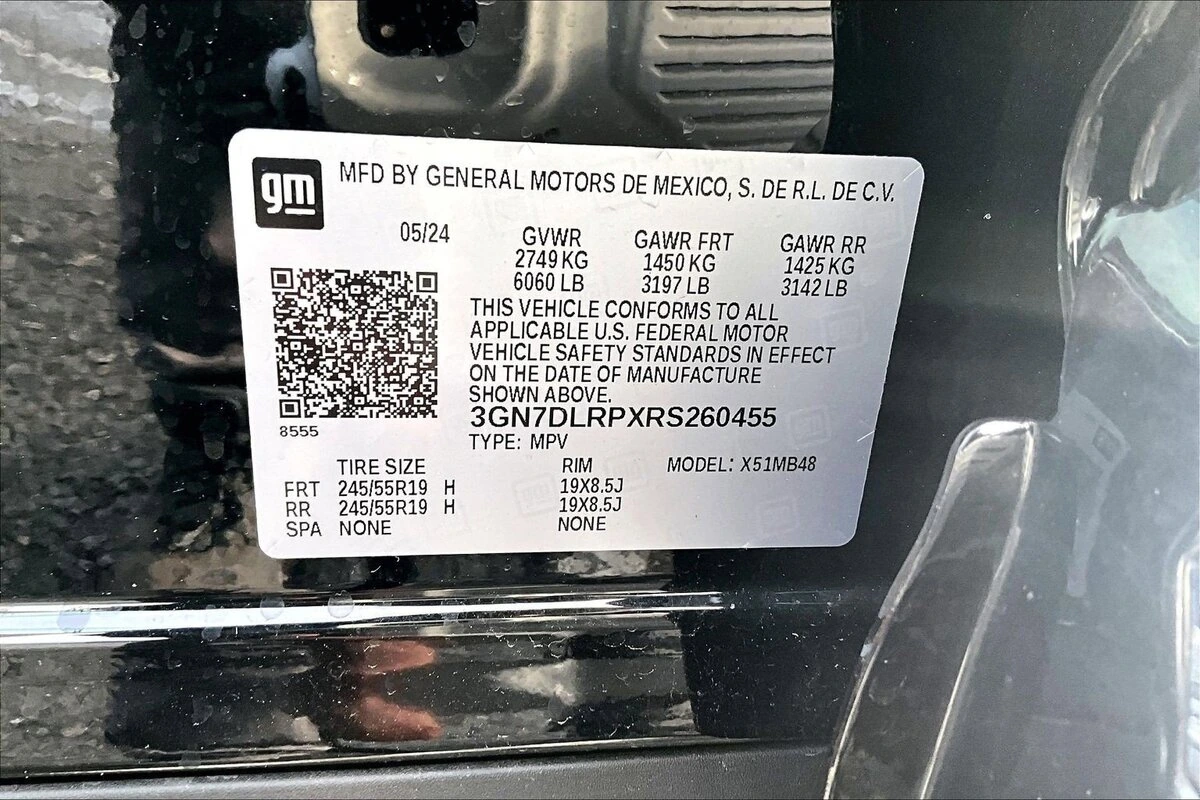 gm
MFD BY GENERAL MOTORS DE MEXICO, S. DE R.L. DE C.V.
05/24 GVWR GAWR FRT GAWR RR
2749 KG 1450 KG 1425 KG
6060 LB 3197 LB 3142 LB
THIS VEHICLE CONFORMS TO ALL
APPLICABLE U.S. FEDERAL MOTOR
VEHICLE SAFETY STANDARDS IN EFFECT
ON THE DATE OF MANUFACTURE
SHOWN ABOVE.
3GN7DLRPXRS260455
8555
TYPE: MPV
TIRE SIZE RIM MODEL: X51MB48
FRT 245/55R19 H 19X8.5J
RR 245/55R19 H 19X8.5J
SPA NONE NONE